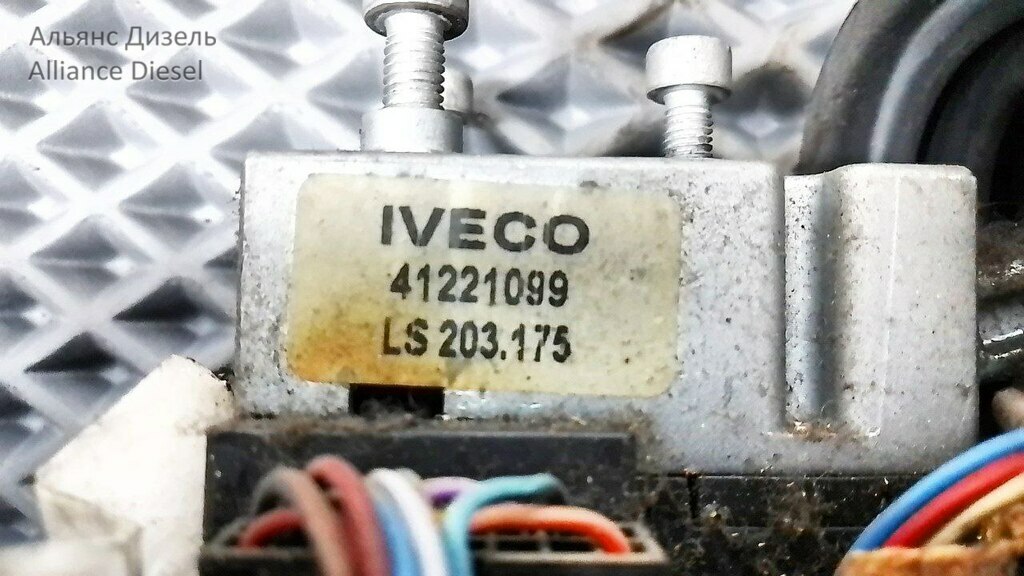 Альянс Дизель
Alliance Diesel
IVECO
41221099
LS 203.175